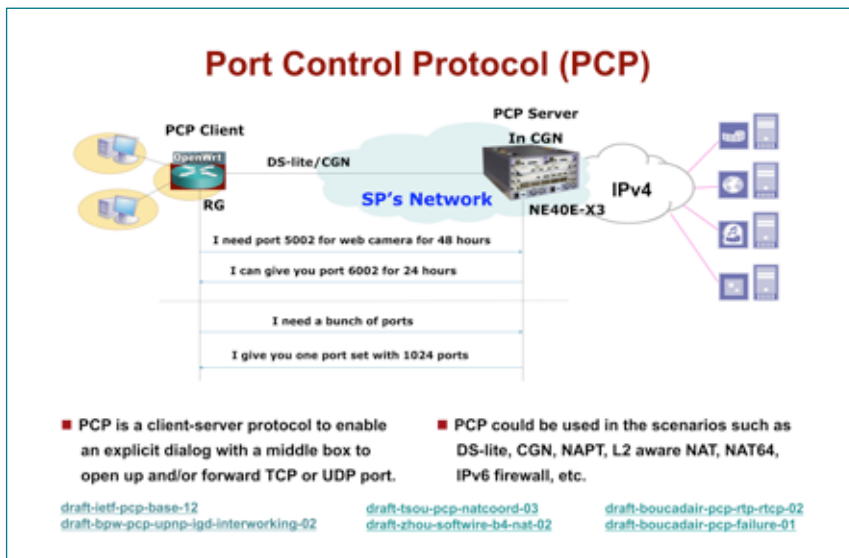 Port Control Protocol (PCP)
PCP Client
PCP Server
In CGN
OpenWrt
DS-lite/CGN
RG
SP's Network
NE40E-X3
IPv4
I need port 5002 for web camera for 48 hours
I can give you port 6002 for 24 hours
I need a bunch of ports
I give you one port set with 1024 ports
PCP is a client-server protocol to enable
an explicit dialog with a middle box to
open up and/or forward TCP or UDP port.
PCP could be used in the scenarios such as
DS-lite, CGN, NAPT, L2 aware NAT, NAT64,
IPv6 firewall, etc.
draft-ietf-pcp-base-12
draft-bpw-pcp-upnp-igd-interworking-02
draft-tsou-pcp-natcoord-03
draft-zhou-softwire-b4-nat-02
draft-boucadair-pcp-rtp-rtcp-02
draft-boucadair-pcp-failure-01